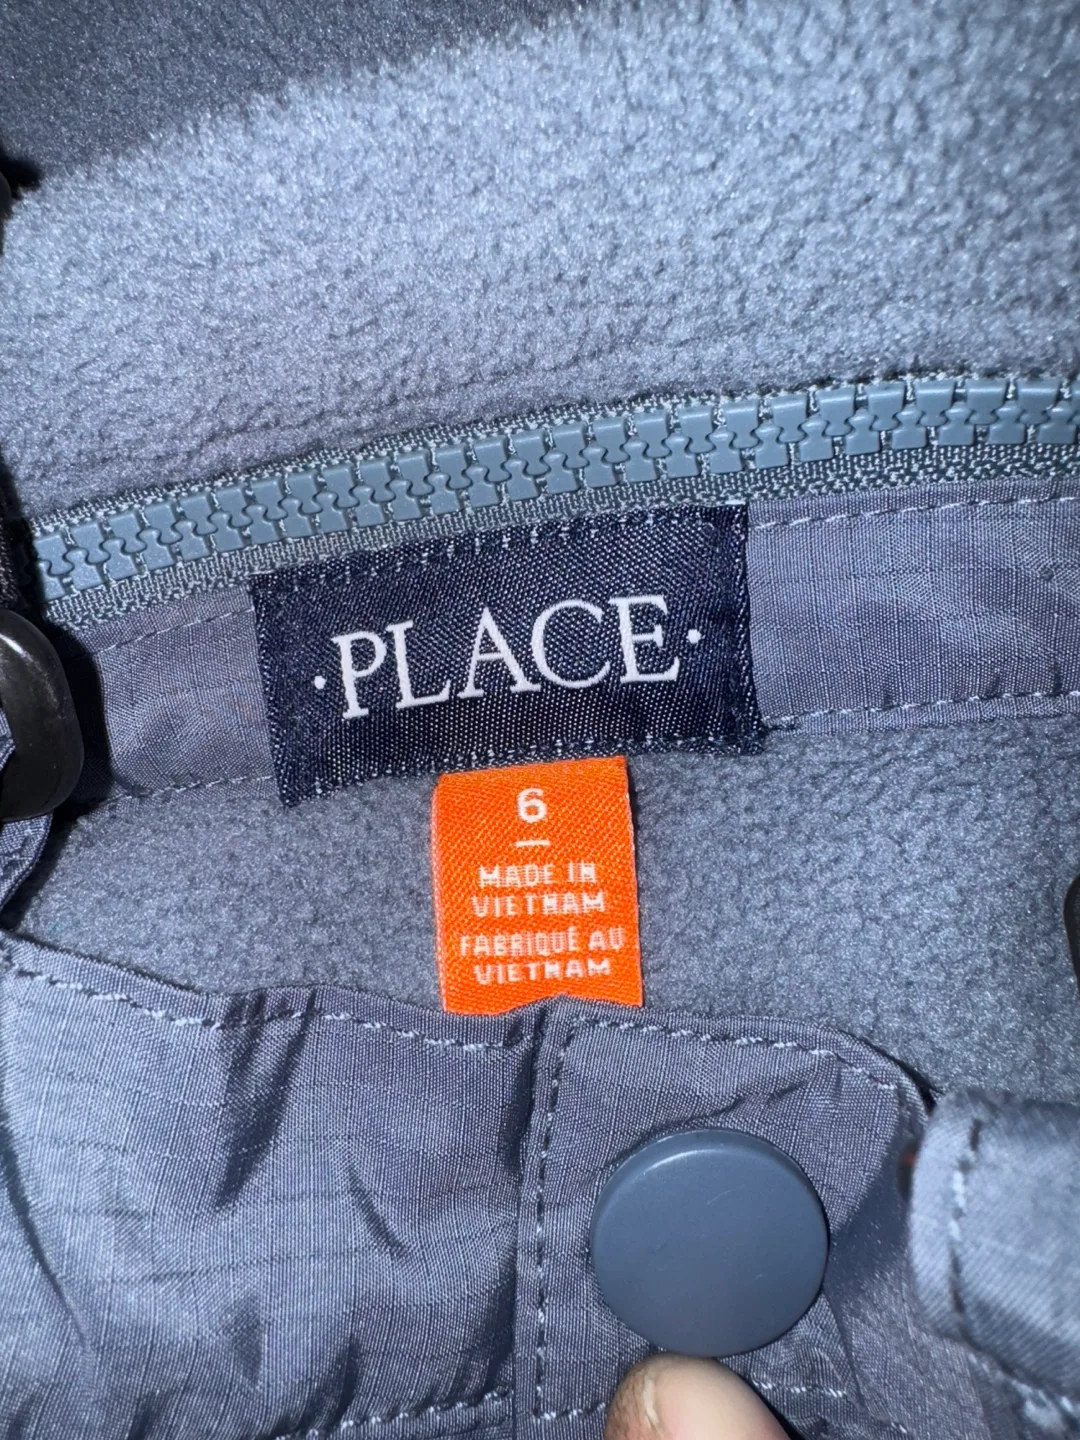 ·PLACE·
6
MADE IN
VIETNAM
FABRIQUÉ AU
VIETNAM